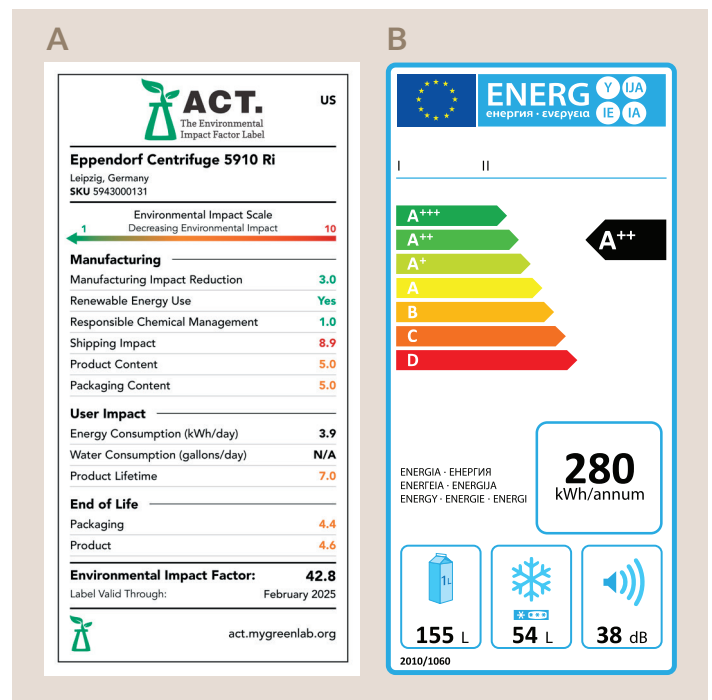 A
ACT.
The Environmental
Impact Factor Label
US
Eppendorf Centrifuge 5910 Ri
Leipzig, Germany
SKU 5943000131
Environmental Impact Scale
1 Decreasing Environmental Impact 10
Manufacturing
Manufacturing Impact Reduction 3.0
Renewable Energy Use Yes
Responsible Chemical Management 1.0
Shipping Impact 8.9
Product Content 5.0
Packaging Content 5.0
User Impact
Energy Consumption (kWh/day) 3.9
Water Consumption (gallons/day) N/A
Product Lifetime 7.0
End of Life
Packaging 4.4
Product 4.6
Environmental Impact Factor: 42.8
Label Valid Through: February 2025
act.mygreenlab.org
B
ENERG
енергия · ενεργεια
Y IJA
IE IA
I II
A+++
A++ A++
A+
A
B
C
D
ENERGIA · ЕНЕРГИЯ
ΕΝΕΡΓΕΙΑ · ENERGIJA
ENERGY · ENERGIE · ENERGI
280
kWh/annum
1L
155 L
54 L
38 dB
2010/1060